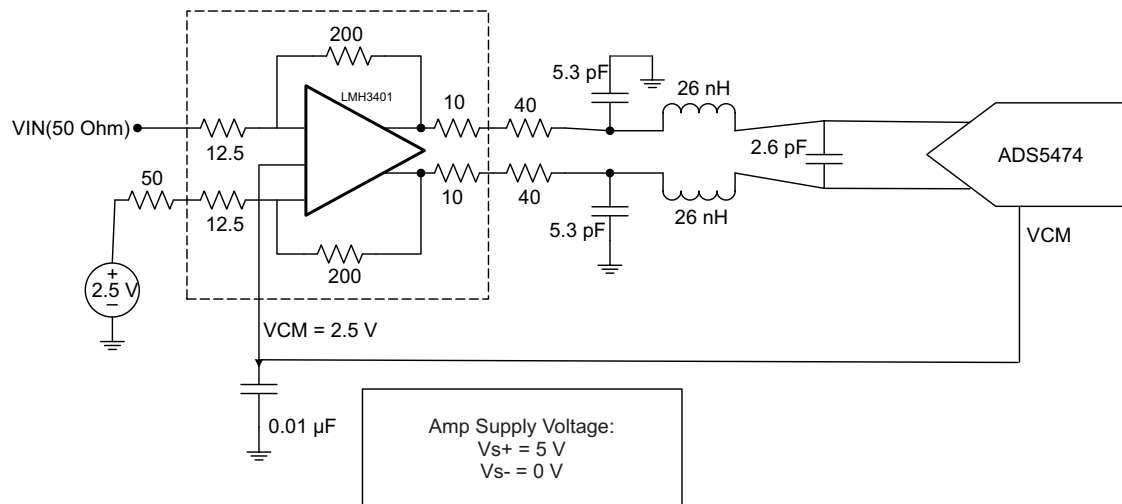 200
LMH3401
VIN(50 Ohm)
12.5
10
40
5.3 pF
26 nH
2.6 pF
ADS5474
50
12.5
10
40
26 nH
5.3 pF
200
+
2.5 V
–
VCM
VCM = 2.5 V
0.01 µF
Amp Supply Voltage:
Vs+ = 5 V
Vs- = 0 V